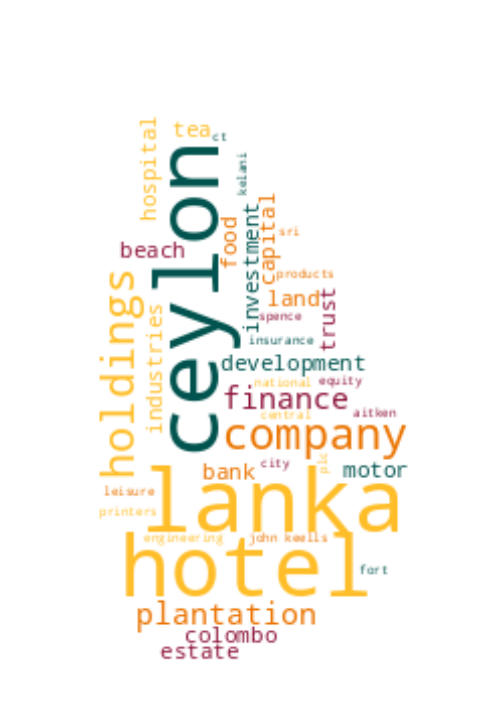 hospital
tea
ct
ceylon
kelani
beach
food
investment
capital
sri
holdings
products
land
trust
spence
industries
insurance
development
national
equity
finance
central
aitken
company
bank
city
plc
motor
lanka
leisure
printers
engineering
john keells
hotel
fort
plantation
colombo
estate